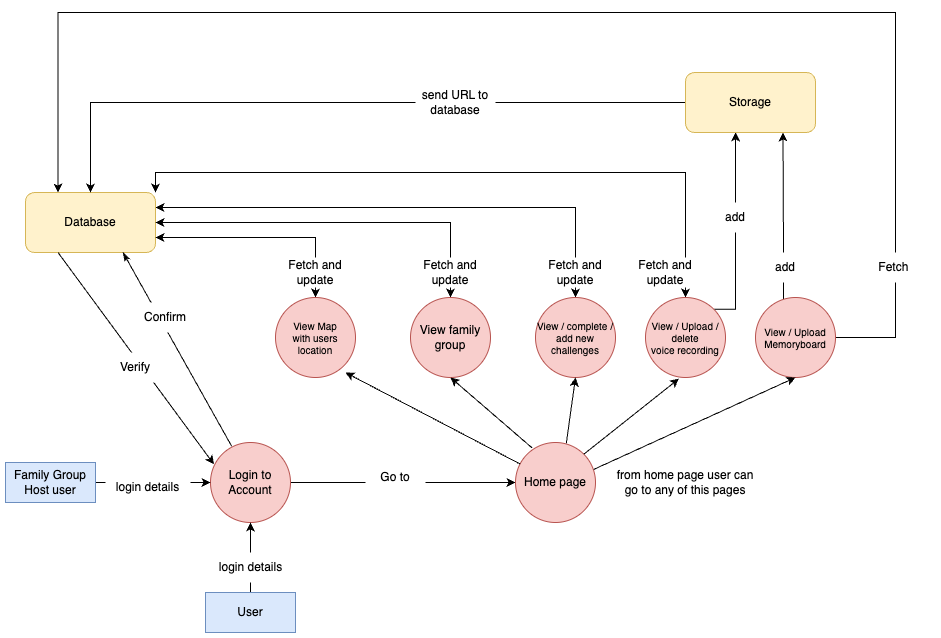 send URL to
database
Storage
Database
add
Fetch and
update
Fetch and
update
Fetch and
update
Fetch and
update
add
Fetch
Confirm
View Map
with users
location
View family
group
View / complete /
add new
challenges
View / Upload /
delete
voice recording
View / Upload
Memoryboard
Verify
Family Group
Host user
login details
Login to
Account
Go to
Home page
from home page user can
go to any of this pages
login details
User